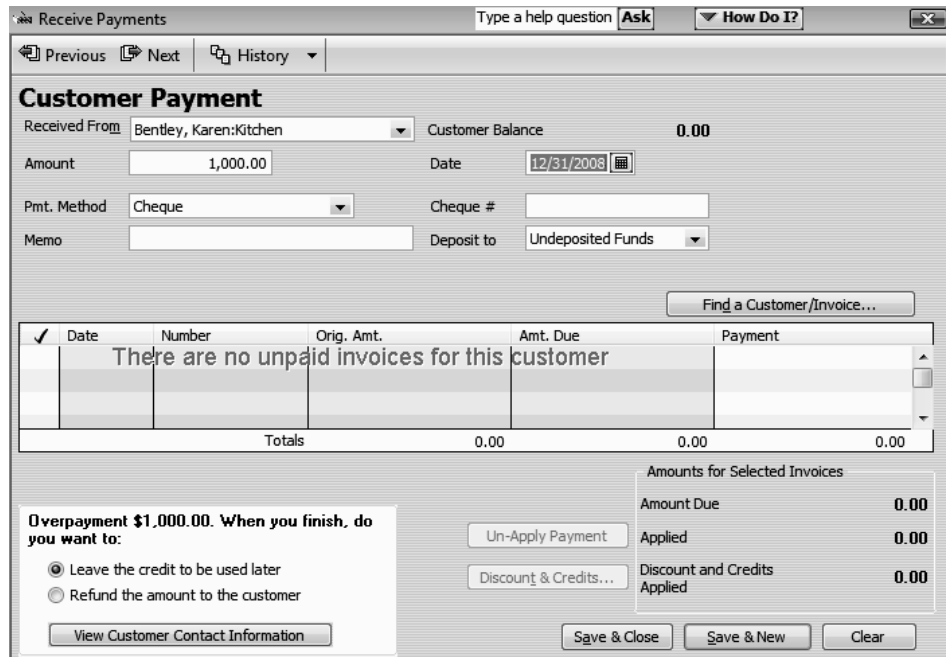 Receive Payments Type a help question Ask How Do I?
Previous Next History
Customer Payment
Received From Bentley, Karen:Kitchen Customer Balance 0.00
Amount 1,000.00 Date 12/31/2008
Pmt. Method Cheque Cheque #
Memo Deposit to Undeposited Funds
Find a Customer/Invoice...
✓ Date Number Orig. Amt. Amt. Due Payment
There are no unpaid invoices for this customer
Totals 0.00 0.00 0.00
Amounts for Selected Invoices
Amount Due 0.00
Overpayment $1,000.00. When you finish, do
you want to:
Un-Apply Payment Applied 0.00
Leave the credit to be used later
Discount & Credits... Discount and Credits
Applied 0.00
Refund the amount to the customer
View Customer Contact Information Save & Close Save & New Clear